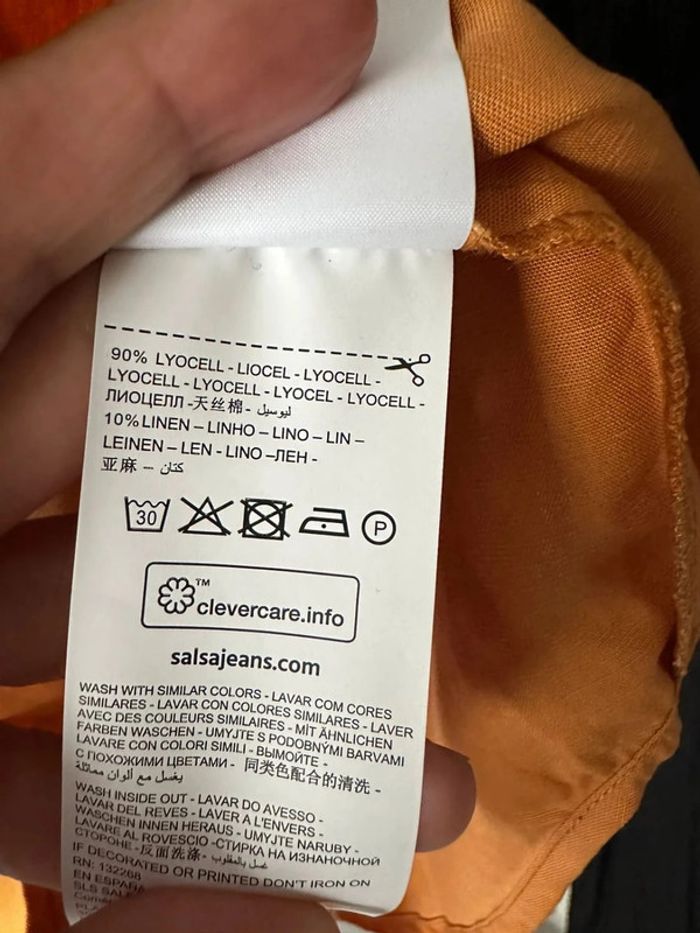 90% LYOCELL - LIOCEL - LYOCELL -
LYOCELL - LYOCELL - LYOCEL - LYOCELL -
ЛИОЦЕЛЛ -天丝棉- ليوسيل
10% LINEN – LINHO – LINO – LIN –
LEINEN – LEN - LINO –ЛЕН -
亚麻 – كتان -
30
P
TM
clevercare.info
salsajeans.com
WASH WITH SIMILAR COLORS - LAVAR COM CORES
SIMILARES - LAVAR CON COLORES SIMILARES - LAVER
AVEC DES COULEURS SIMILAIRES - MIT ÄHNLICHEN
FARBEN WASCHEN - UMYJTE S PODOBNÝMI BARVAMI
LAVARE CON COLORI SIMILI - ВЫМОЙТЕ -
С ПОХОЖИМИ ЦВЕТАМИ - 同类色配合的清洗 -
يغسل مع ألوان مماثلة
WASH INSIDE OUT - LAVAR DO AVESSO -
LAVAR DEL REVES - LAVER A L'ENVERS -
WASCHEN INNEN HERAUS - UMYJTE NARUBY -
LAVARE AL ROVESCIO -СТИРКА НА ИЗНАНОЧНОЙ
СТОРОНЕ -反面洗涤- غسل بالمقلوب
IF DECORATED OR PRINTED DON'T IRON ON
RN: 132268
EN ESPAÑA
SLS SAL